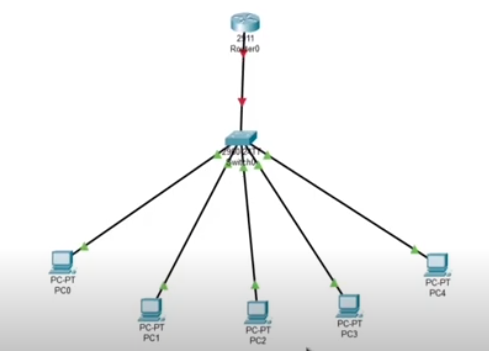 2911
Router0
Switch0
PC-PT
PC0
PC-PT
PC1
PC-PT
PC2
PC-PT
PC3
PC-PT
PC4